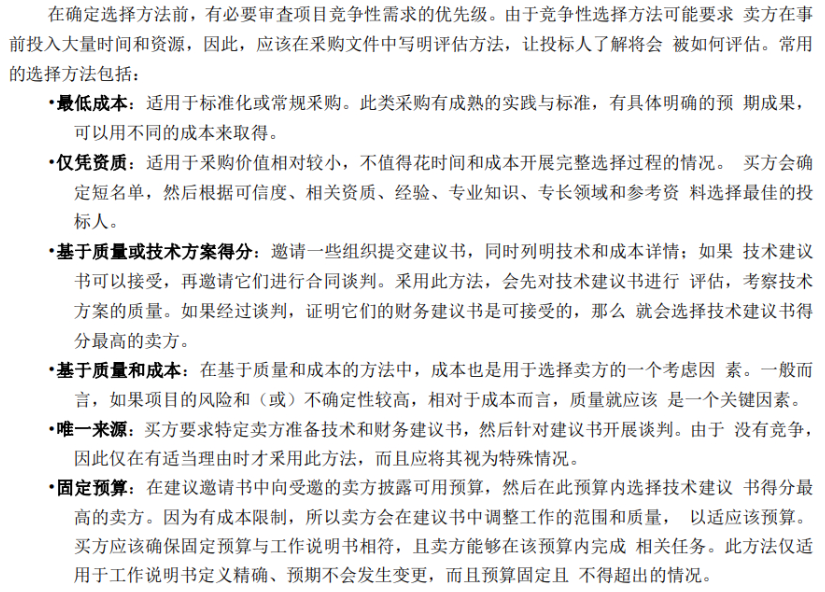 在确定选择方法前，有必要审查项目竞争性需求的优先级。由于竞争性选择方法可能要求 卖方在事
前投入大量时间和资源，因此，应该在采购文件中写明评估方法，让投标人了解将会 被如何评估。常用
的选择方法包括：
•最低成本：适用于标准化或常规采购。此类采购有成熟的实践与标准，有具体明确的预 期成果，
可以用不同的成本来取得。
•仅凭资质：适用于采购价值相对较小，不值得花时间和成本开展完整选择过程的情况。 买方会确
定短名单，然后根据可信度、相关资质、经验、专业知识、专长领域和参考资 料选择最佳的投
标人。
•基于质量或技术方案得分：邀请一些组织提交建议书，同时列明技术和成本详情；如果 技术建议
书可以接受，再邀请它们进行合同谈判。采用此方法，会先对技术建议书进行 评估，考察技术
方案的质量。如果经过谈判，证明它们的财务建议书是可接受的，那么 就会选择技术建议书得
分最高的卖方。
•基于质量和成本：在基于质量和成本的方法中，成本也是用于选择卖方的一个考虑因 素。一般而
言，如果项目的风险和（或）不确定性较高，相对于成本而言，质量就应该 是一个关键因素。
•唯一来源：买方要求特定卖方准备技术和财务建议书，然后针对建议书开展谈判。由于 没有竞争，
因此仅在有适当理由时才采用此方法，而且应将其视为特殊情况。
•固定预算：在建议邀请书中向受邀的卖方披露可用预算，然后在此预算内选择技术建议 书得分最
高的卖方。因为有成本限制，所以卖方会在建议书中调整工作的范围和质量， 以适应该预算。
买方应该确保固定预算与工作说明书相符，且卖方能够在该预算内完成 相关任务。此方法仅适
用于工作说明书定义精确、预期不会发生变更，而且预算固定且 不得超出的情况。